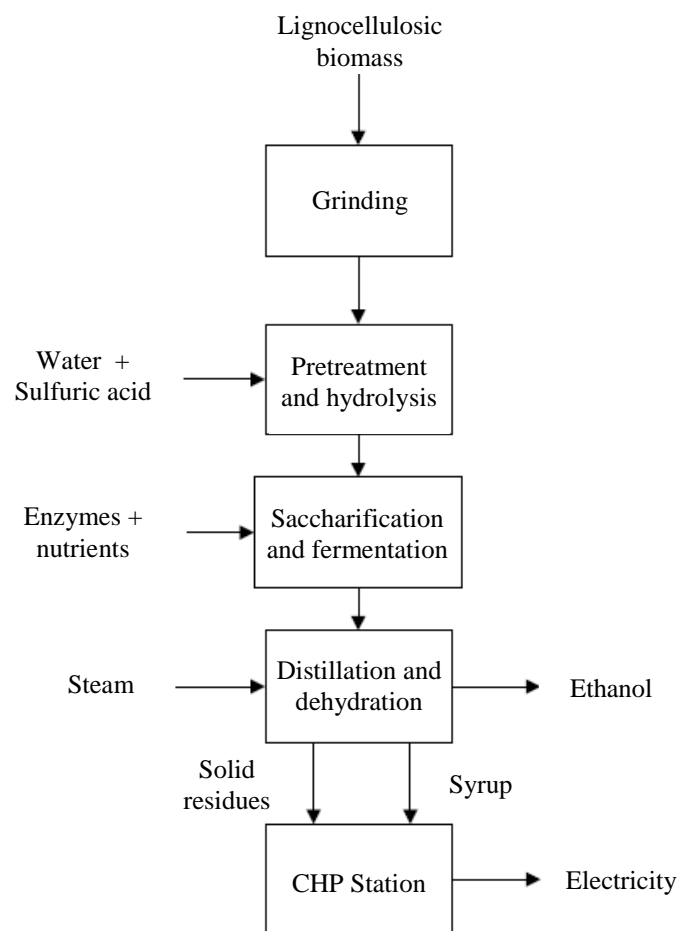 Lignocellulosic
biomass
Grinding
Water +
Sulfuric acid
Pretreatment
and hydrolysis
Enzymes +
nutrients
Saccharification
and fermentation
Steam
Distillation and
dehydration
Ethanol
Solid
residues
Syrup
CHP Station
Electricity